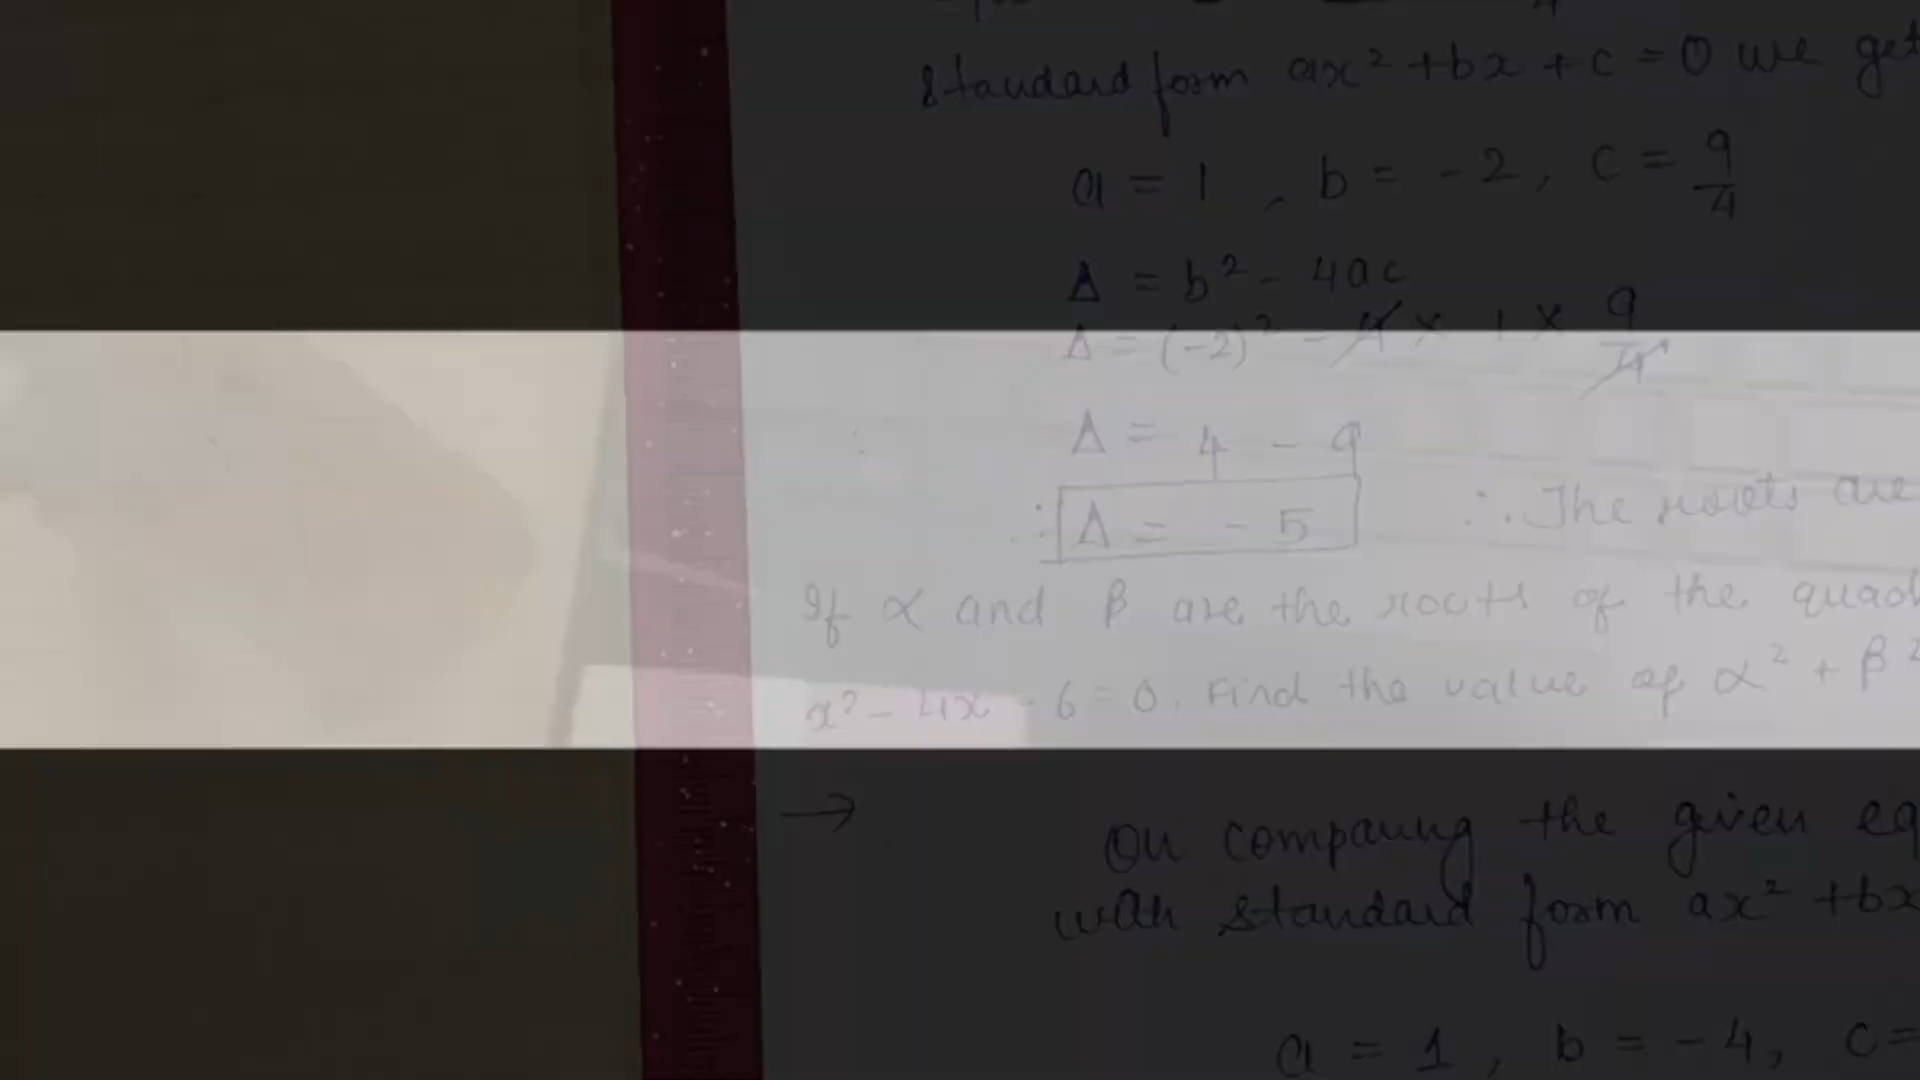 standard form ax² + bx + c = 0 we get
a = 1 , b = - 2 , c = 9/4
Δ = b² - 4ac
Δ = (-2)² - 4 x 1 x 9/4
Δ = 4 - 9
∴ Δ = - 5 ∴ The roots are
If α and β are the roots of the quad
x² - 4x - 6 = 0. Find the value of α² + β²
→ On comparing the given eq
with standard form ax² + bx
a = 1 , b = - 4, c =